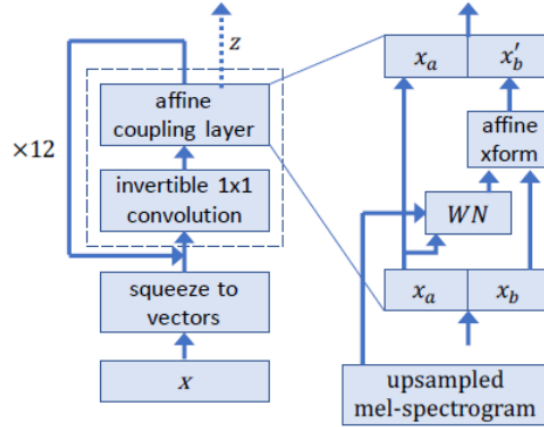 z
affine
coupling layer
×12
invertible 1x1
convolution
squeeze to
vectors
x
x_a x_b′
affine
xform
WN
x_a x_b
upsampled
mel-spectrogram